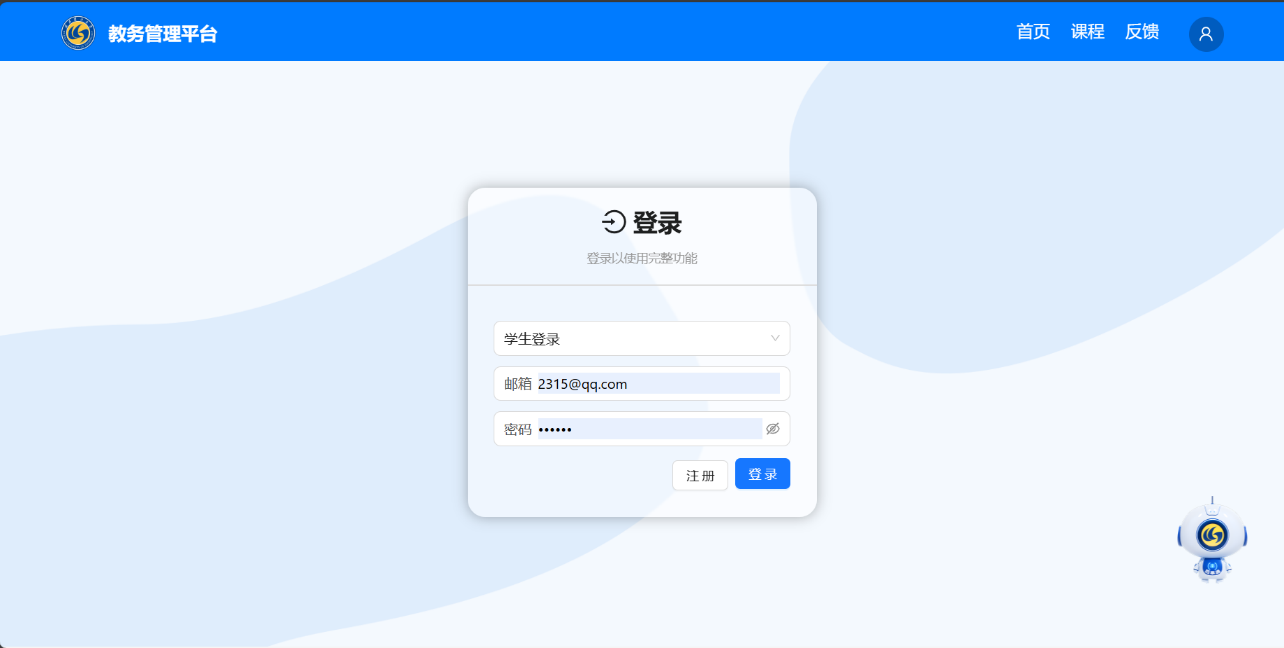 教务管理平台
首页 课程 反馈
登录
登录以使用完整功能
学生登录
邮箱 2315@qq.com
密码 ••••••
注册 登录